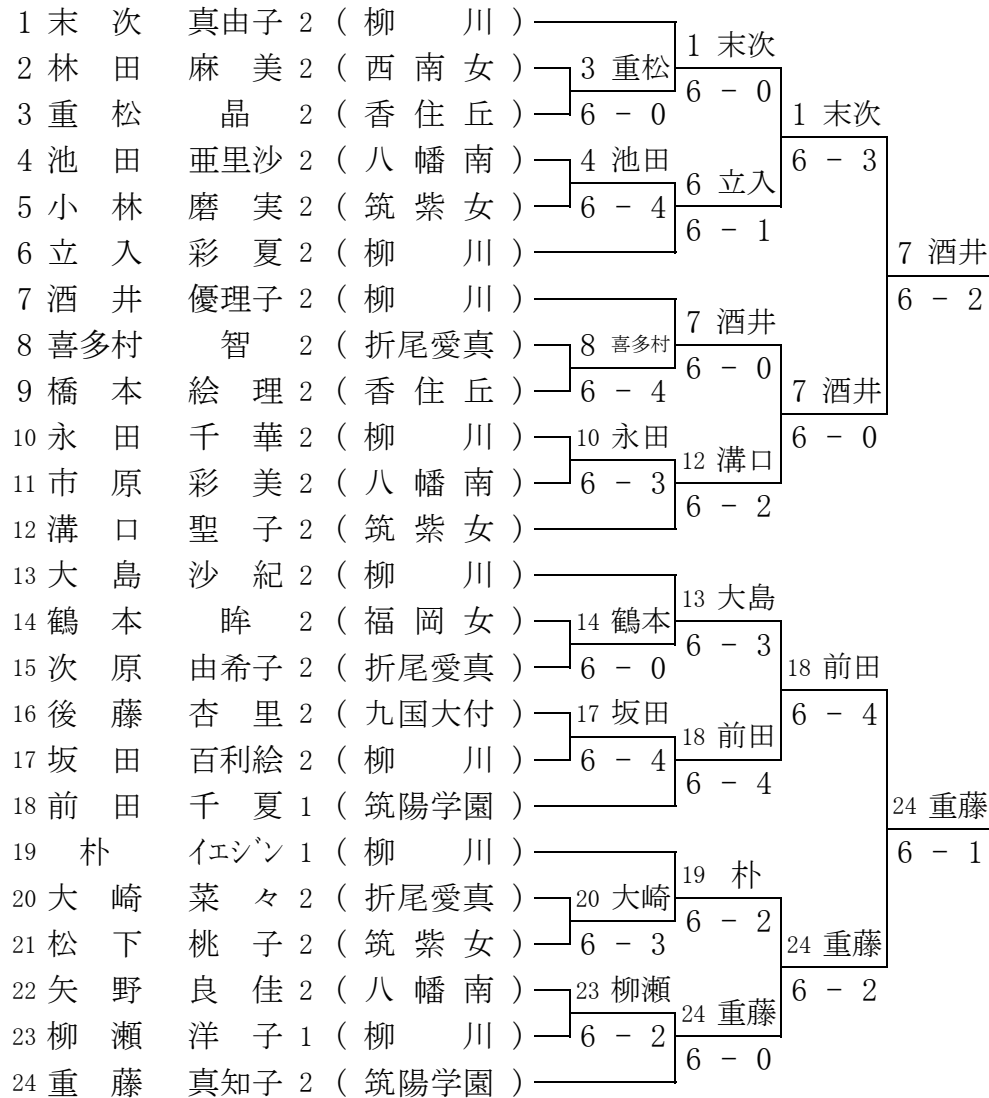 1 末 次 真由子 2 ( 柳 川 )
2 林 田 麻 美 2 ( 西 南 女 )
3 重 松 晶 2 ( 香 住 丘 )
4 池 田 亜里沙 2 ( 八 幡 南 )
5 小 林 磨 実 2 ( 筑 紫 女 )
6 立 入 彩 夏 2 ( 柳 川 )
7 酒 井 優理子 2 ( 柳 川 )
8 喜多村 智 2 ( 折尾愛真 )
9 橋 本 絵 理 2 ( 香 住 丘 )
10 永 田 千 華 2 ( 柳 川 )
11 市 原 彩 美 2 ( 八 幡 南 )
12 溝 口 聖 子 2 ( 筑 紫 女 )
13 大 島 沙 紀 2 ( 柳 川 )
14 鶴 本 眸 2 ( 福 岡 女 )
15 次 原 由希子 2 ( 折尾愛真 )
16 後 藤 杏 里 2 ( 九国大付 )
17 坂 田 百利絵 2 ( 柳 川 )
18 前 田 千 夏 1 ( 筑陽学園 )
19 朴 イエジン 1 ( 柳 川 )
20 大 崎 菜 々 2 ( 折尾愛真 )
21 松 下 桃 子 2 ( 筑 紫 女 )
22 矢 野 良 佳 2 ( 八 幡 南 )
23 柳 瀬 洋 子 1 ( 柳 川 )
24 重 藤 真知子 2 ( 筑陽学園 )
3 重松
6 - 0
4 池田
6 - 4
8 喜多村
6 - 4
10 永田
6 - 3
14 鶴本
6 - 0
17 坂田
6 - 4
20 大崎
6 - 3
23 柳瀬
6 - 2
1 末次
6 - 0
6 立入
6 - 1
7 酒井
6 - 0
12 溝口
6 - 2
13 大島
6 - 3
18 前田
6 - 4
19 朴
6 - 2
24 重藤
6 - 0
1 末次
6 - 3
7 酒井
6 - 0
18 前田
6 - 4
24 重藤
6 - 2
7 酒井
6 - 2
24 重藤
6 - 1